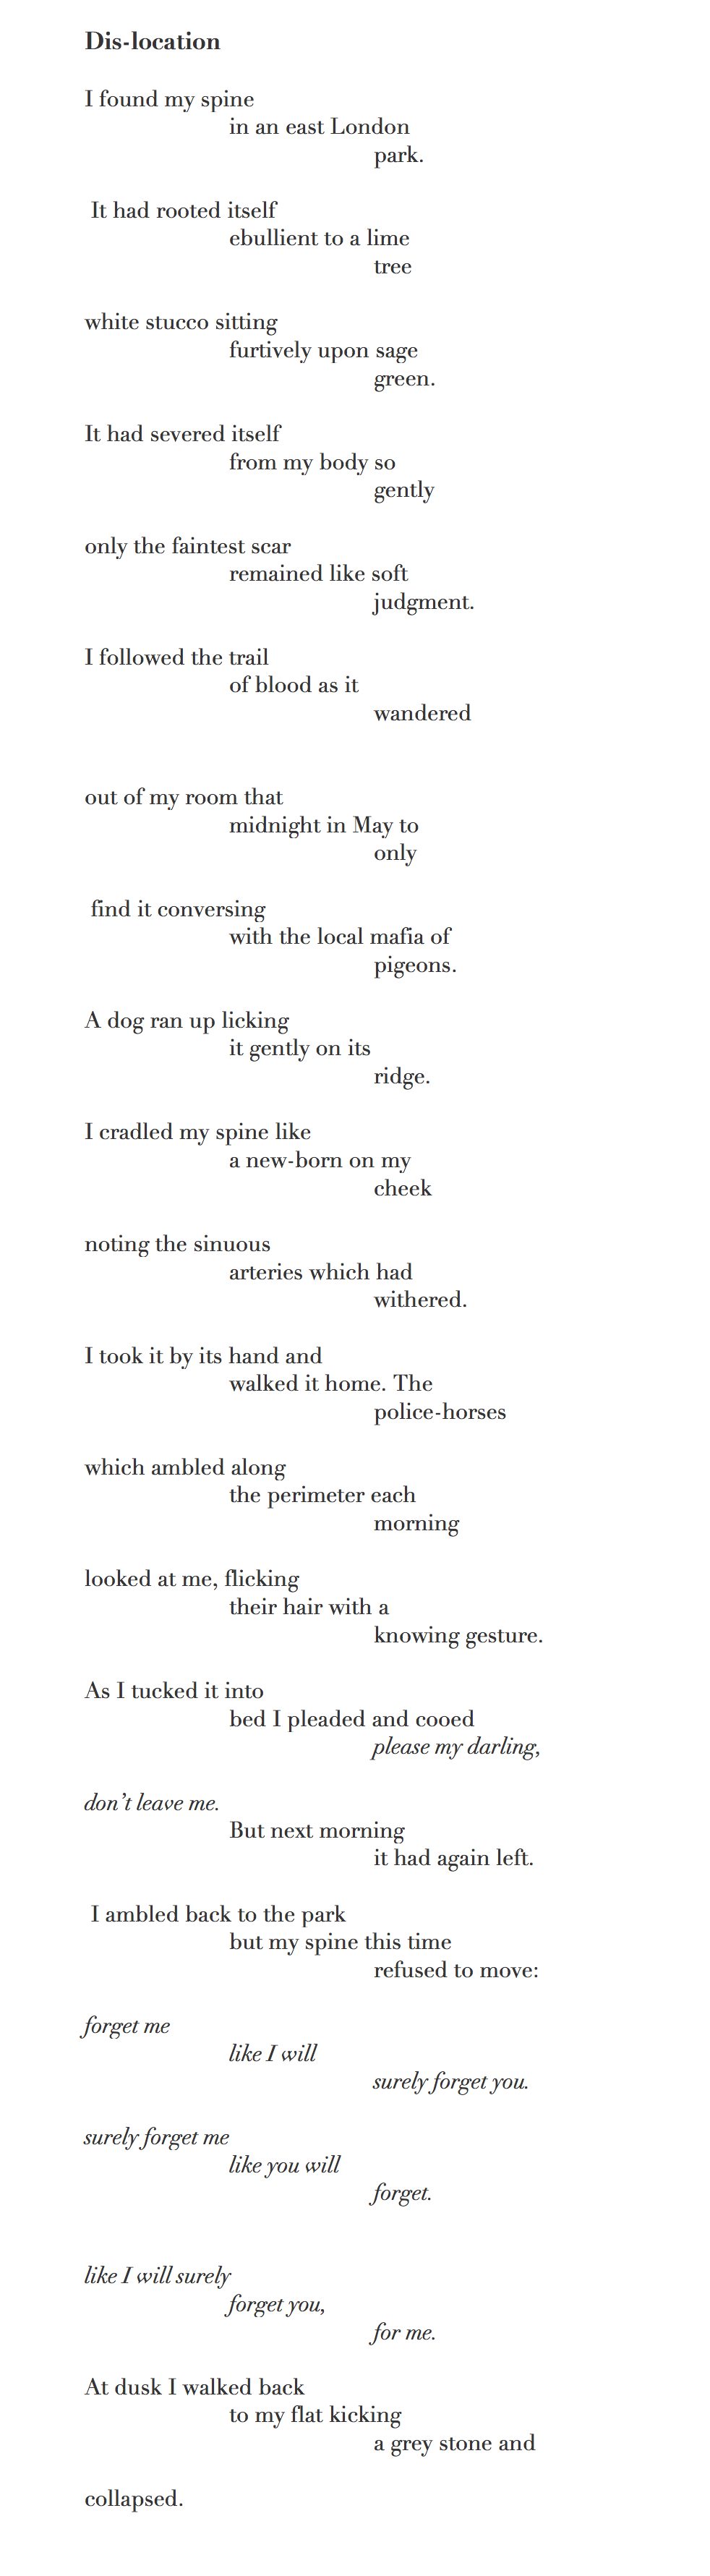 Dis-location
I found my spine
in an east London
park.
It had rooted itself
ebullient to a lime
tree
white stucco sitting
furtively upon sage
green.
It had severed itself
from my body so
gently
only the faintest scar
remained like soft
judgment.
I followed the trail
of blood as it
wandered
out of my room that
midnight in May to
only
find it conversing
with the local mafia of
pigeons.
A dog ran up licking
it gently on its
ridge.
I cradled my spine like
a new-born on my
cheek
noting the sinuous
arteries which had
withered.
I took it by its hand and
walked it home. The
police-horses
which ambled along
the perimeter each
morning
looked at me, flicking
their hair with a
knowing gesture.
As I tucked it into
bed I pleaded and cooed
please my darling,
don’t leave me.
But next morning
it had again left.
I ambled back to the park
but my spine this time
refused to move:
forget me
like I will
surely forget you.
surely forget me
like you will
forget.
like I will surely
forget you,
for me.
At dusk I walked back
to my flat kicking
a grey stone and
collapsed.